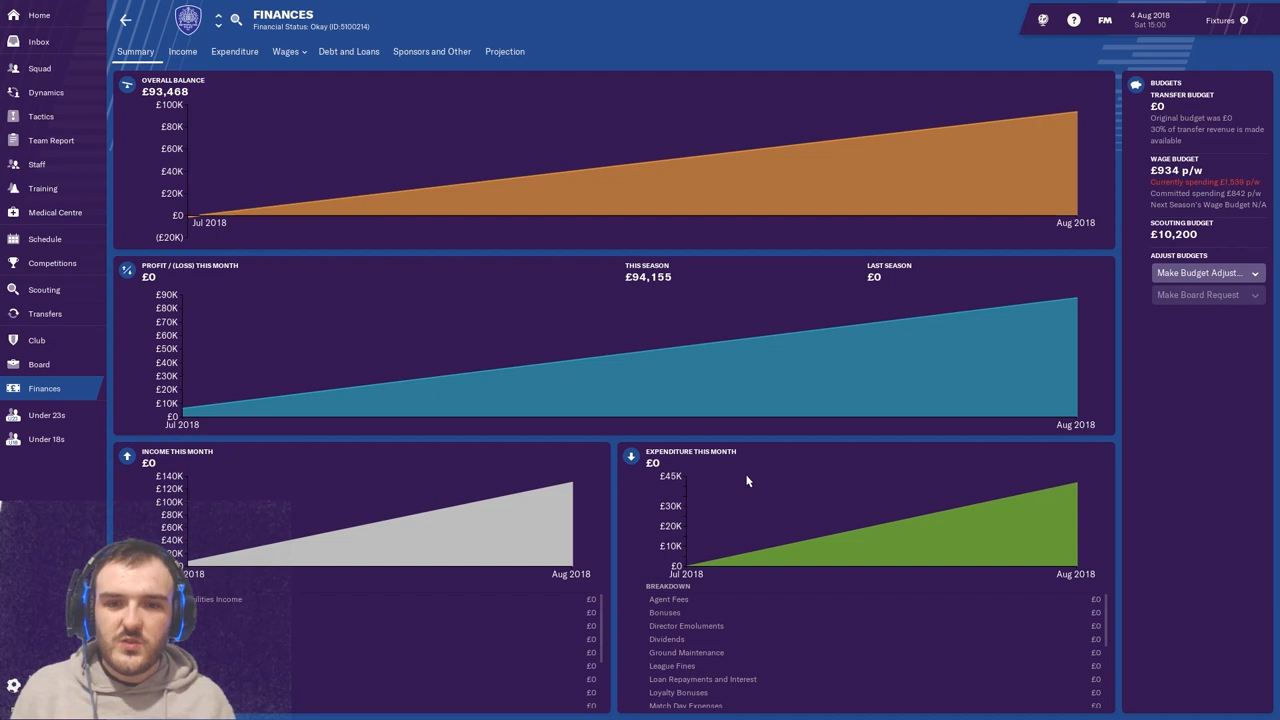 Home
FINANCES
Financial Status: Okay (ID:5100214)
FM
4 Aug 2018
Sat 15:00
Fixtures
Inbox
Squad
Dynamics
Tactics
Team Report
Staff
Training
Medical Centre
Schedule
Competitions
Scouting
Transfers
Club
Board
Finances
Under 23s
Under 18s
Summary
Income
Expenditure
Wages
Debt and Loans
Sponsors and Other
Projection
OVERALL BALANCE
£93,468
£100K
£80K
£60K
£40K
£20K
£0
(£20K)
Jul 2018
Aug 2018
PROFIT / (LOSS) THIS MONTH
£0
THIS SEASON
£94,155
LAST SEASON
£0
£90K
£80K
£70K
£60K
£50K
£40K
£30K
£20K
£10K
£0
Jul 2018
Aug 2018
INCOME THIS MONTH
£0
£140K
£120K
£100K
£80K
£60K
£40K
20K
2018
Aug 2018
ilities Income
£0
£0
£0
£0
£0
£0
£0
£0
£0
EXPENDITURE THIS MONTH
£0
£45K
£30K
£20K
£10K
£0
Jul 2018
Aug 2018
BREAKDOWN
Agent Fees £0
Bonuses £0
Director Emoluments £0
Dividends £0
Ground Maintenance £0
League Fines £0
Loan Repayments and Interest £0
Loyalty Bonuses £0
Match Day Expenses £0
BUDGETS
TRANSFER BUDGET
£0
Original budget was £0
30% of transfer revenue is made
available
WAGE BUDGET
£934 p/w
Currently spending £1,539 p/w
Committed spending £842 p/w
Next Season's Wage Budget N/A
SCOUTING BUDGET
£10,200
ADJUST BUDGETS
Make Budget Adjust...
Make Board Request